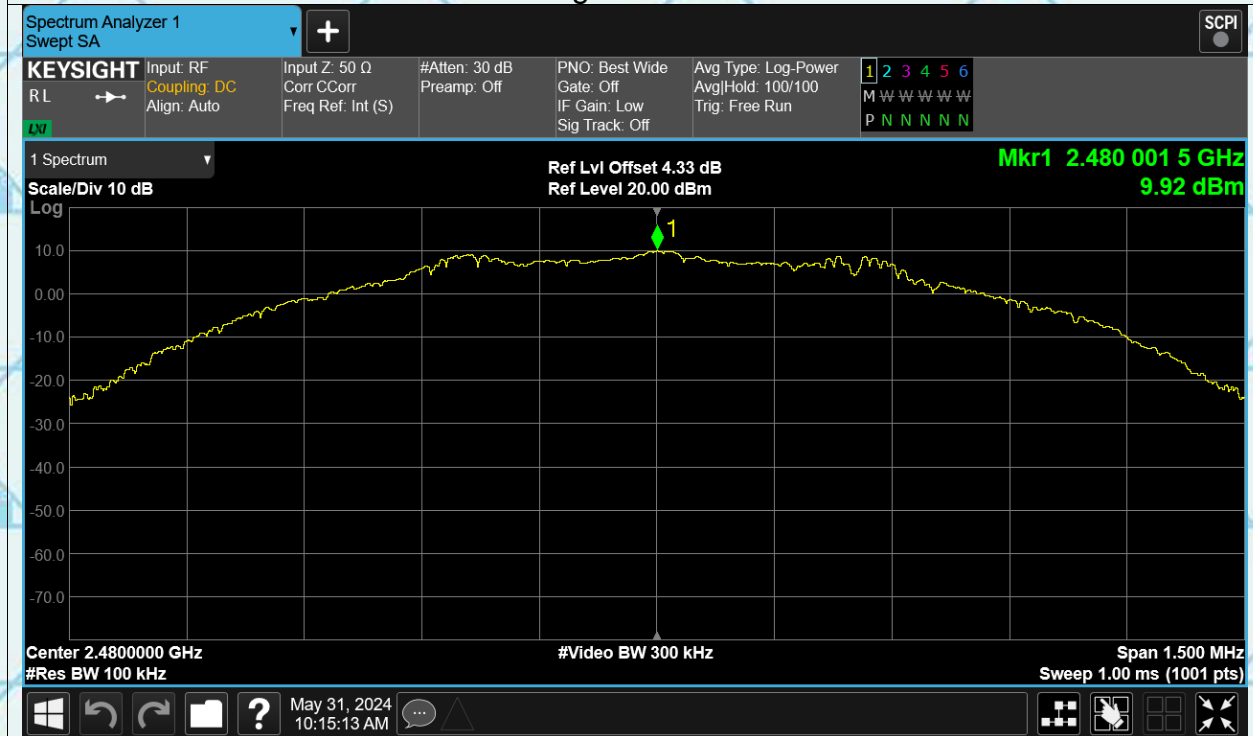 Spectrum Analyzer 1
Swept SA
+
SCPI
KEYSIGHT
RL
LXI
Input: RF
Coupling: DC
Align: Auto
Input Z: 50 Ω
Corr CCorr
Freq Ref: Int (S)
#Atten: 30 dB
Preamp: Off
PNO: Best Wide
Gate: Off
IF Gain: Low
Sig Track: Off
Avg Type: Log-Power
Avg|Hold: 100/100
Trig: Free Run
1 2 3 4 5 6
M W W W W W
P N N N N N
1 Spectrum
Scale/Div 10 dB
Log
Ref Lvl Offset 4.33 dB
Ref Level 20.00 dBm
Mkr1 2.480 001 5 GHz
9.92 dBm
1
10.0
0.00
-10.0
-20.0
-30.0
-40.0
-50.0
-60.0
-70.0
Center 2.4800000 GHz
#Res BW 100 kHz
#Video BW 300 kHz
Span 1.500 MHz
Sweep 1.00 ms (1001 pts)
?
May 31, 2024
10:15:13 AM